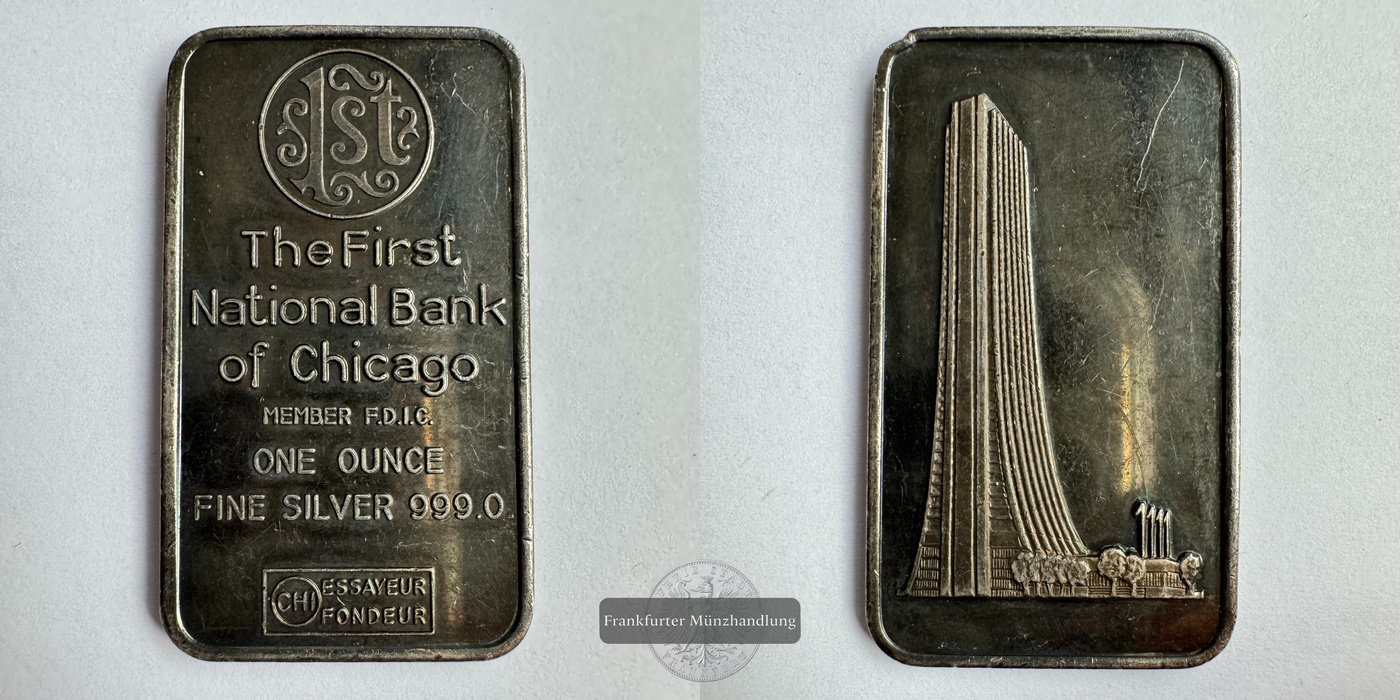 1st
The First
National Bank
of Chicago
MEMBER F.D.I.C.
ONE OUNCE
FINE SILVER 999.0
CHI ESSAYEUR
FONDEUR
Frankfurter Münzhandlung